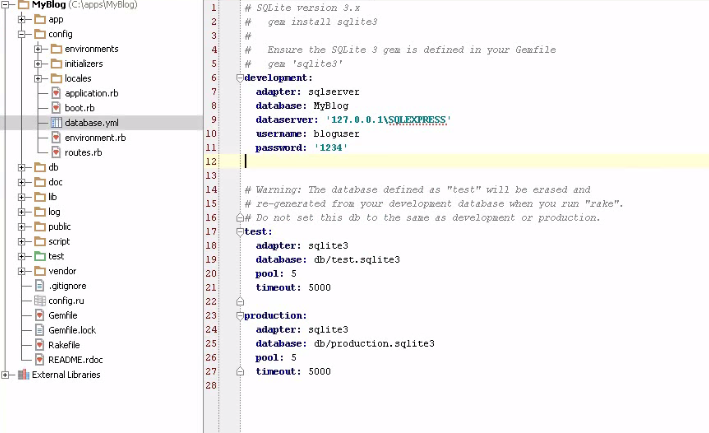 MyBlog (C:\apps\MyBlog)
app
config
environments
initializers
locales
application.rb
boot.rb
database.yml
environment.rb
routes.rb
db
doc
lib
log
public
script
test
vendor
.gitignore
config.ru
Gemfile
Gemfile.lock
Rakefile
README.rdoc
External Libraries
1 # SQLite version 3.x
2 #   gem install sqlite3
3 #
4 #   Ensure the SQLite 3 gem is defined in your Gemfile
5 #   gem 'sqlite3'
6 development:
7   adapter: sqlserver
8   database: MyBlog
9   dataserver: '127.0.0.1\SQLEXPRESS'
10   username: bloguser
11   password: '1234'
12
13
14 # Warning: The database defined as "test" will be erased and
15 # re-generated from your development database when you run "rake".
16 # Do not set this db to the same as development or production.
17 test:
18   adapter: sqlite3
19   database: db/test.sqlite3
20   pool: 5
21   timeout: 5000
22
23 production:
24   adapter: sqlite3
25   database: db/production.sqlite3
26   pool: 5
27   timeout: 5000
28